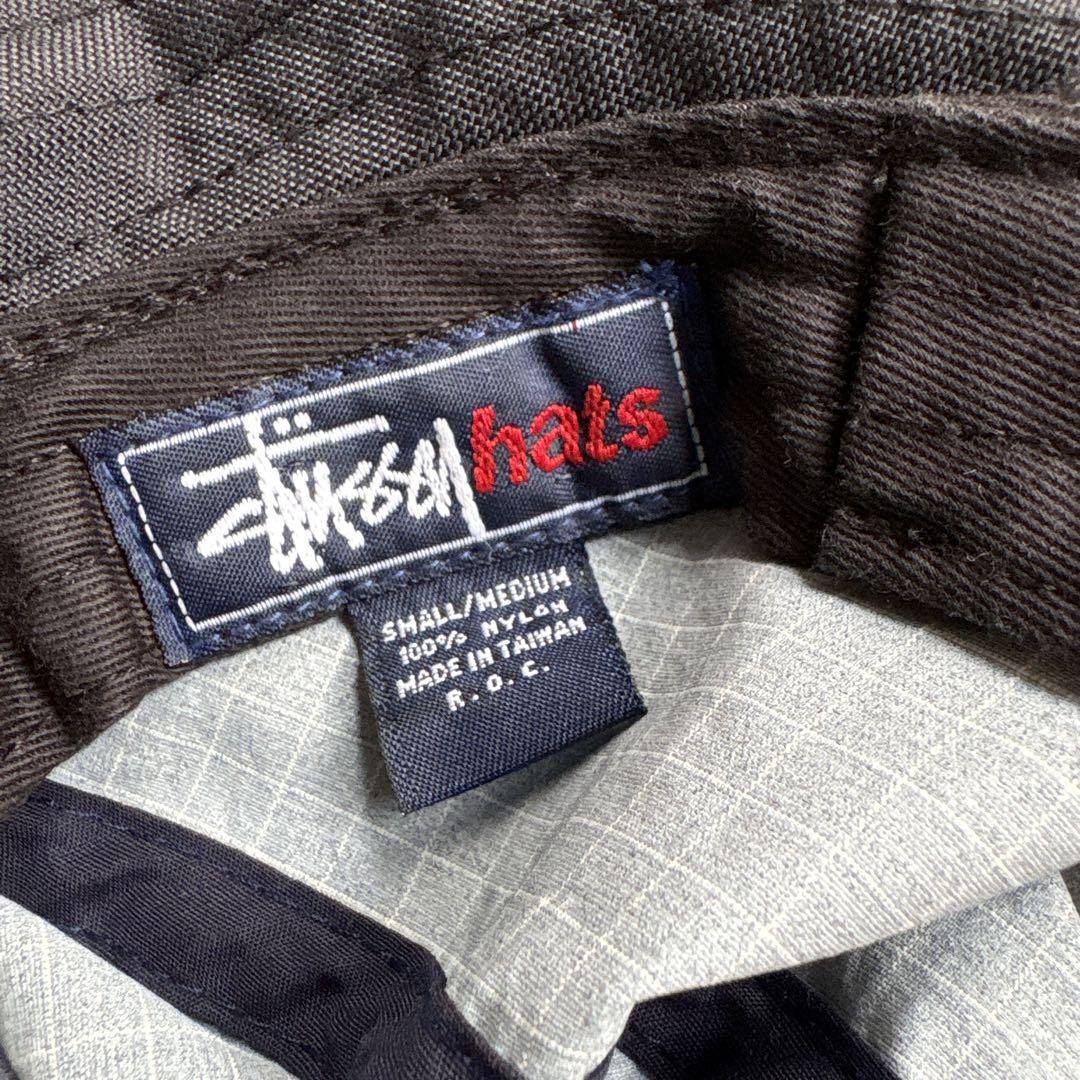 Stüssy hats
SMALL/MEDIUM
100% NYLON
MADE IN TAIWAN
R.O.C.